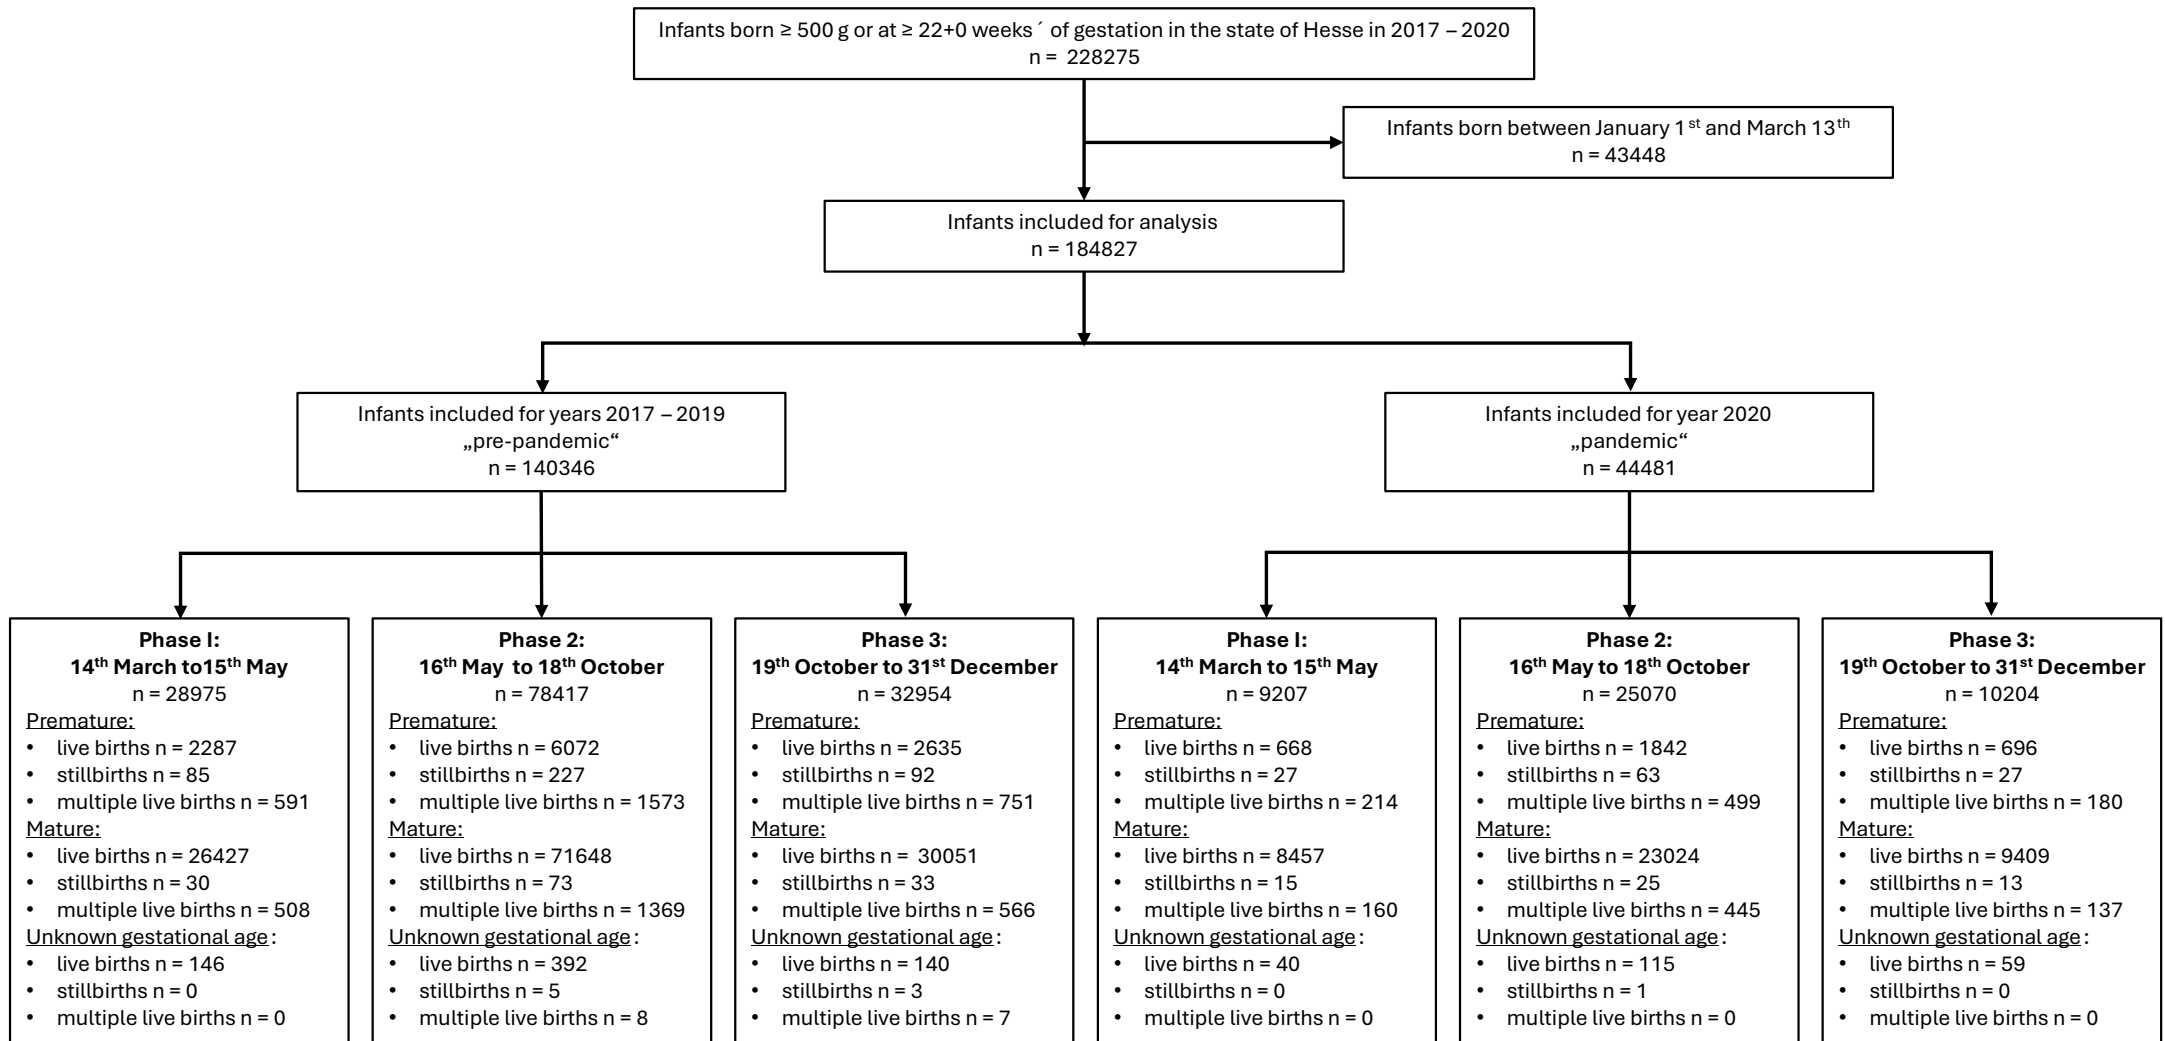 Infants born ≥ 500 g or at ≥ 22+0 weeks ´ of gestation in the state of Hesse in 2017 – 2020
n = 228275
Infants born between January 1st and March 13th
n = 43448
Infants included for analysis
n = 184827
Infants included for years 2017 – 2019
„pre-pandemic“
n = 140346
Infants included for year 2020
„pandemic“
n = 44481
Phase I:
14th March to15th May
n = 28975
Premature:
• live births n = 2287
• stillbirths n = 85
• multiple live births n = 591
Mature:
• live births n = 26427
• stillbirths n = 30
• multiple live births n = 508
Unknown gestational age :
• live births n = 146
• stillbirths n = 0
• multiple live births n = 0
Phase 2:
16th May to 18th October
n = 78417
Premature:
• live births n = 6072
• stillbirths n = 227
• multiple live births n = 1573
Mature:
• live births n = 71648
• stillbirths n = 73
• multiple live births n = 1369
Unknown gestational age :
• live births n = 392
• stillbirths n = 5
• multiple live births n = 8
Phase 3:
19th October to 31st December
n = 32954
Premature:
• live births n = 2635
• stillbirths n = 92
• multiple live births n = 751
Mature:
• live births n = 30051
• stillbirths n = 33
• multiple live births n = 566
Unknown gestational age :
• live births n = 140
• stillbirths n = 3
• multiple live births n = 7
Phase I:
14th March to 15th May
n = 9207
Premature:
• live births n = 668
• stillbirths n = 27
• multiple live births n = 214
Mature:
• live births n = 8457
• stillbirths n = 15
• multiple live births n = 160
Unknown gestational age :
• live births n = 40
• stillbirths n = 0
• multiple live births n = 0
Phase 2:
16th May to 18th October
n = 25070
Premature:
• live births n = 1842
• stillbirths n = 63
• multiple live births n = 499
Mature:
• live births n = 23024
• stillbirths n = 25
• multiple live births n = 445
Unknown gestational age :
• live births n = 115
• stillbirths n = 1
• multiple live births n = 0
Phase 3:
19th October to 31st December
n = 10204
Premature:
• live births n = 696
• stillbirths n = 27
• multiple live births n = 180
Mature:
• live births n = 9409
• stillbirths n = 13
• multiple live births n = 137
Unknown gestational age :
• live births n = 59
• stillbirths n = 0
• multiple live births n = 0